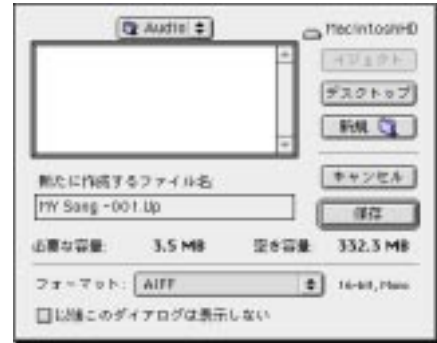 Audio
MacintoshHD
イジェクト
デスクトップ
新規
新たに作成するファイル名:
キャンセル
MY Song -001.Up
保存
必要な容量: 3.5 MB 空き容量: 332.3 MB
フォーマット: AIFF 16-bit, Mono
以後このダイアログは表示しない